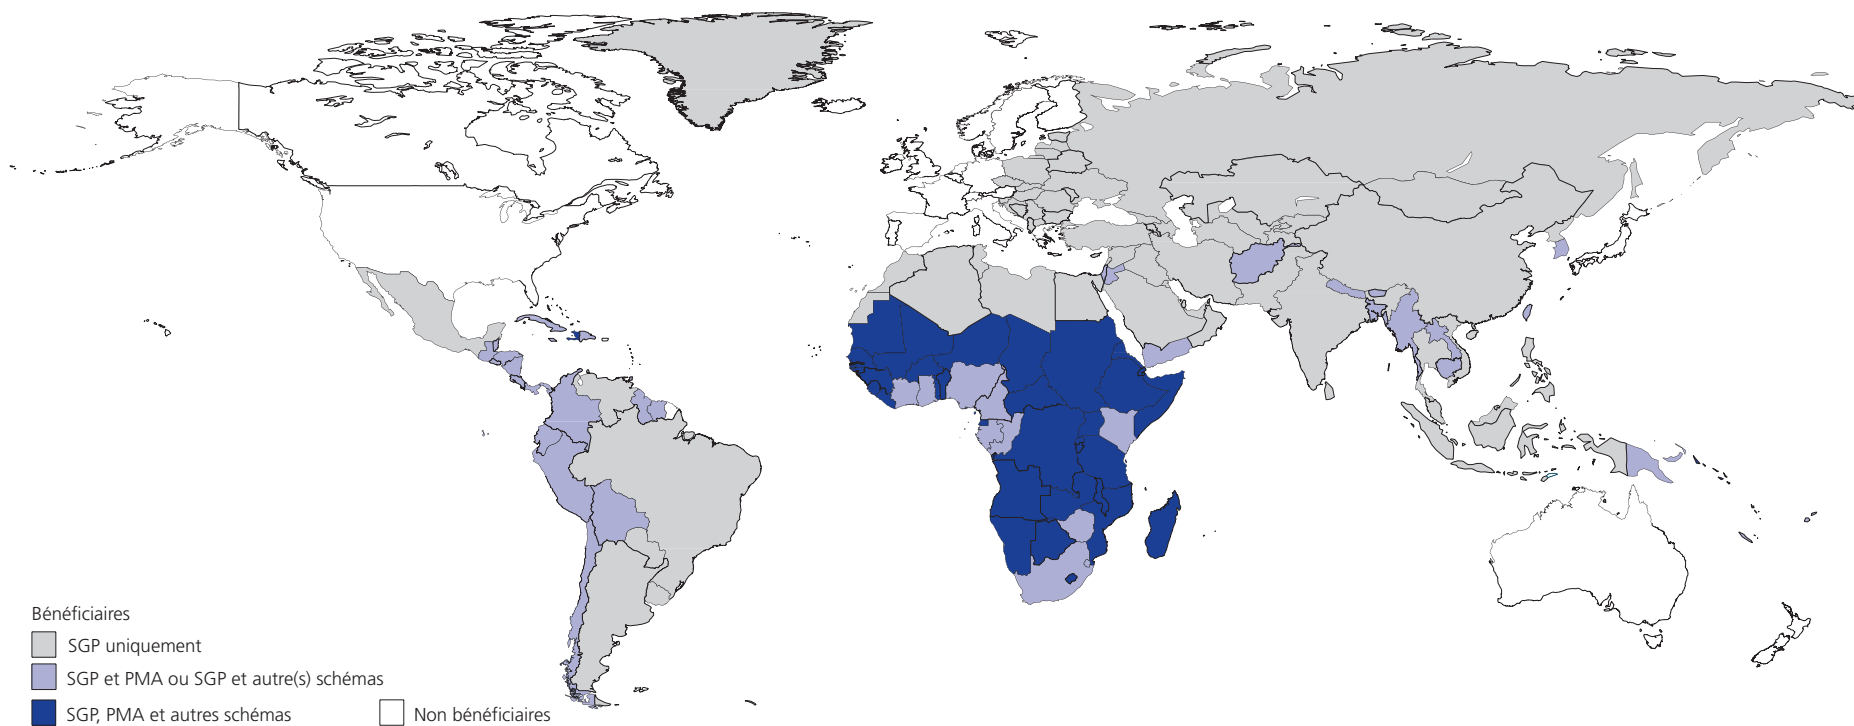 Bénéficiaires
SGP uniquement
SGP et PMA ou SGP et autre(s) schémas
SGP, PMA et autres schémas
Non bénéficiaires